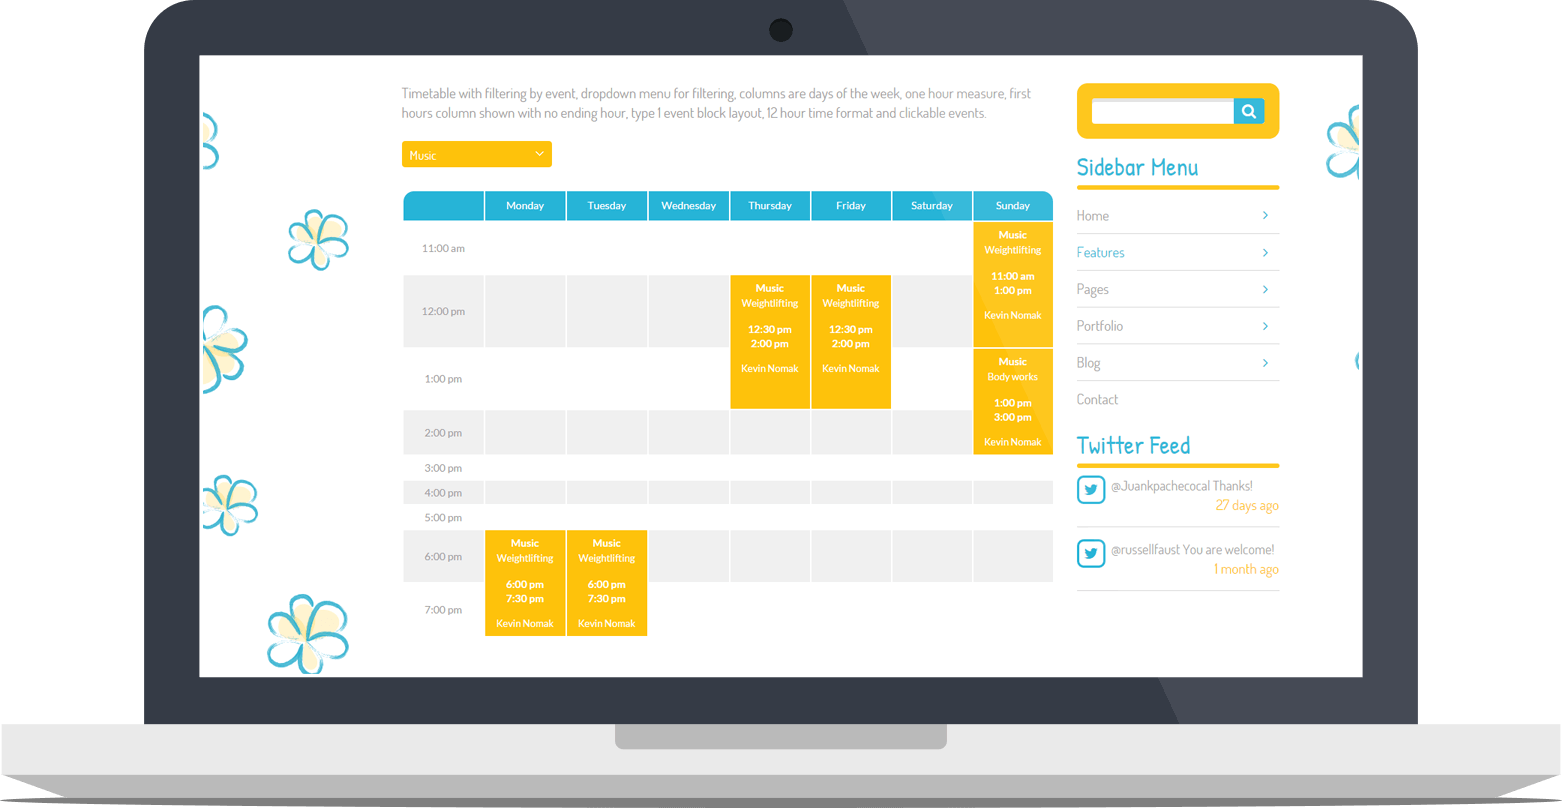 Timetable with filtering by event, dropdown menu for filtering, columns are days of the week, one hour measure, first
hours column shown with no ending hour, type 1 event block layout, 12 hour time format and clickable events.
Music
Monday Tuesday Wednesday Thursday Friday Saturday Sunday
11:00 am
Music
Weightlifting
11:00 am
1:00 pm
Kevin Nomak
12:00 pm
Music
Weightlifting
12:30 pm
2:00 pm
Kevin Nomak
Music
Weightlifting
12:30 pm
2:00 pm
Kevin Nomak
1:00 pm
Music
Body works
1:00 pm
3:00 pm
Kevin Nomak
2:00 pm
3:00 pm
4:00 pm
5:00 pm
6:00 pm
Music
Weightlifting
6:00 pm
7:30 pm
Kevin Nomak
Music
Weightlifting
6:00 pm
7:30 pm
Kevin Nomak
7:00 pm
Sidebar Menu
Home
Features
Pages
Portfolio
Blog
Contact
Twitter Feed
@Juankpachecocal Thanks!
27 days ago
@russellfaust You are welcome!
1 month ago